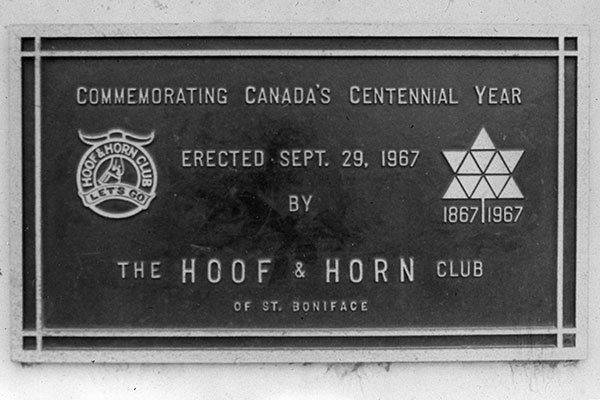 COMMEMORATING CANADA'S CENTENNIAL YEAR
HOOF & HORN CLUB
LETS GO
ERECTED SEPT. 29, 1967
1867 1967
BY
THE HOOF & HORN CLUB
OF ST. BONIFACE